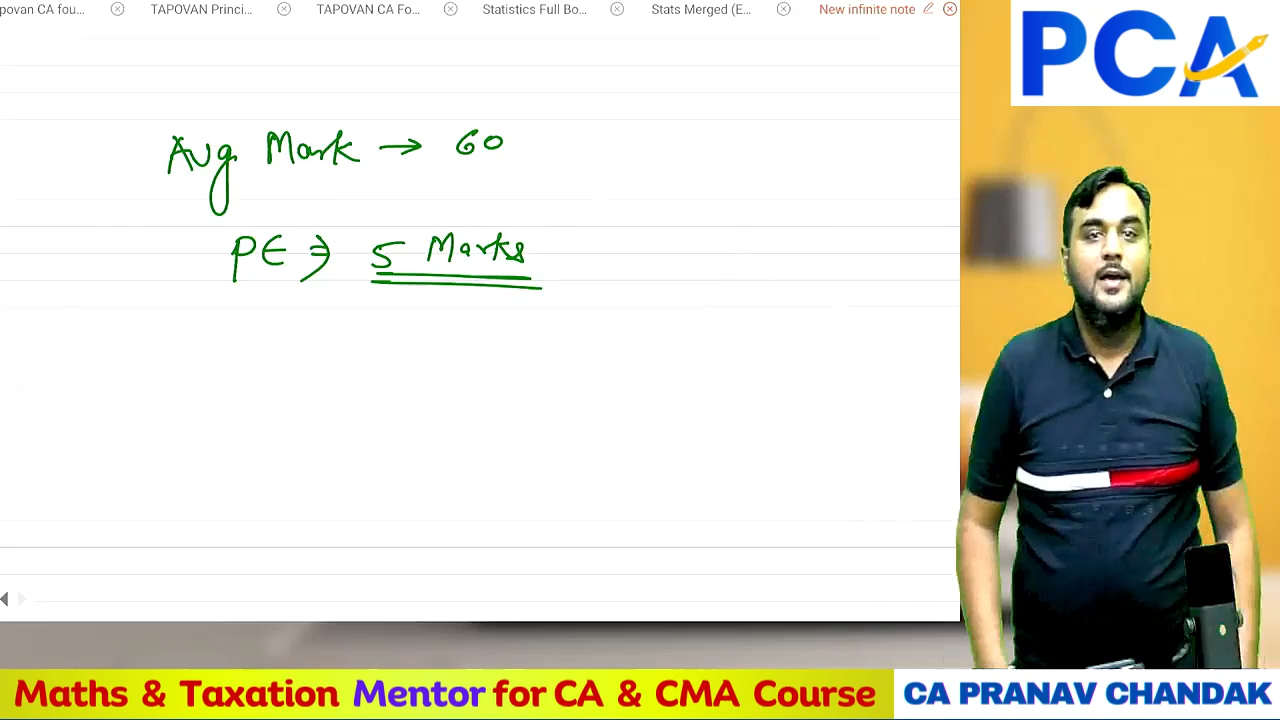 povan CA fou... TAPOVAN Princi... TAPOVAN CA Fo... Statistics Full Bo... Stats Merged (E... New infinite note
PCA
Avg Mark → 60
PE ⇒ 5 Marks
Maths & Taxation Mentor for CA & CMA Course
CA PRANAV CHANDAK